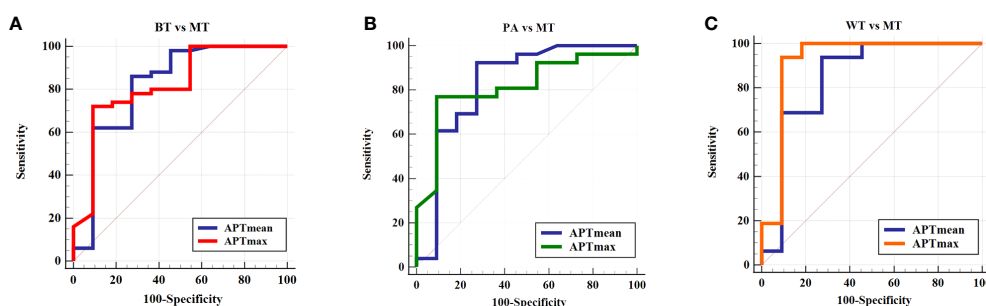 A
BT vs MT
100
80
60
40
20
0
Sensitivity
0 20 40 60 80 100
100-Specificity
APTmean
APTmax
B
PA vs MT
100
80
60
40
20
0
Sensitivity
0 20 40 60 80 100
100-Specificity
APTmean
APTmax
C
WT vs MT
100
80
60
40
20
0
Sensitivity
0 20 40 60 80 100
100-Specificity
APTmean
APTmax